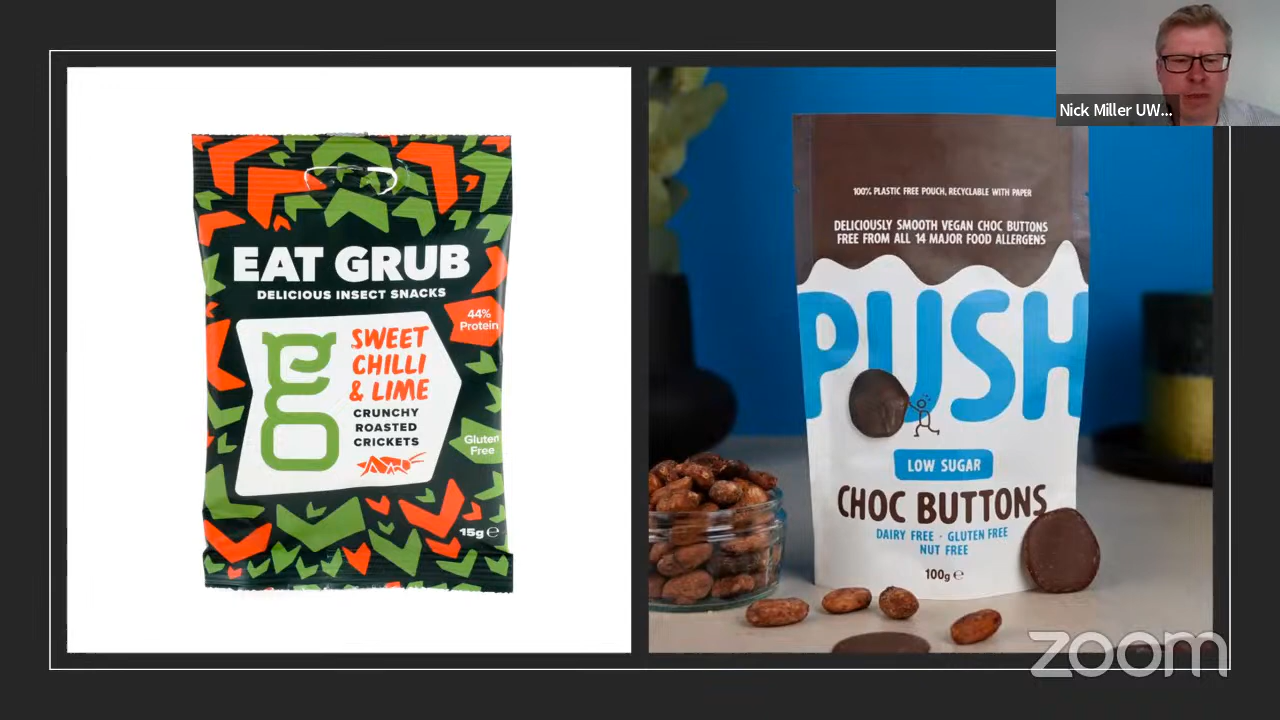 EAT GRUB
DELICIOUS INSECT SNACKS
44%
Protein
SWEET
CHILLI
& LIME
CRUNCHY
ROASTED
CRICKETS
Gluten
Free
15g ℮
100% PLASTIC FREE POUCH, RECYCLABLE WITH PAPER
DELICIOUSLY SMOOTH VEGAN CHOC BUTTONS
FREE FROM ALL 14 MAJOR FOOD ALLERGENS
PUSH
LOW SUGAR
CHOC BUTTONS
DAIRY FREE · GLUTEN FREE
NUT FREE
100g ℮
Nick Miller UW...
zoom